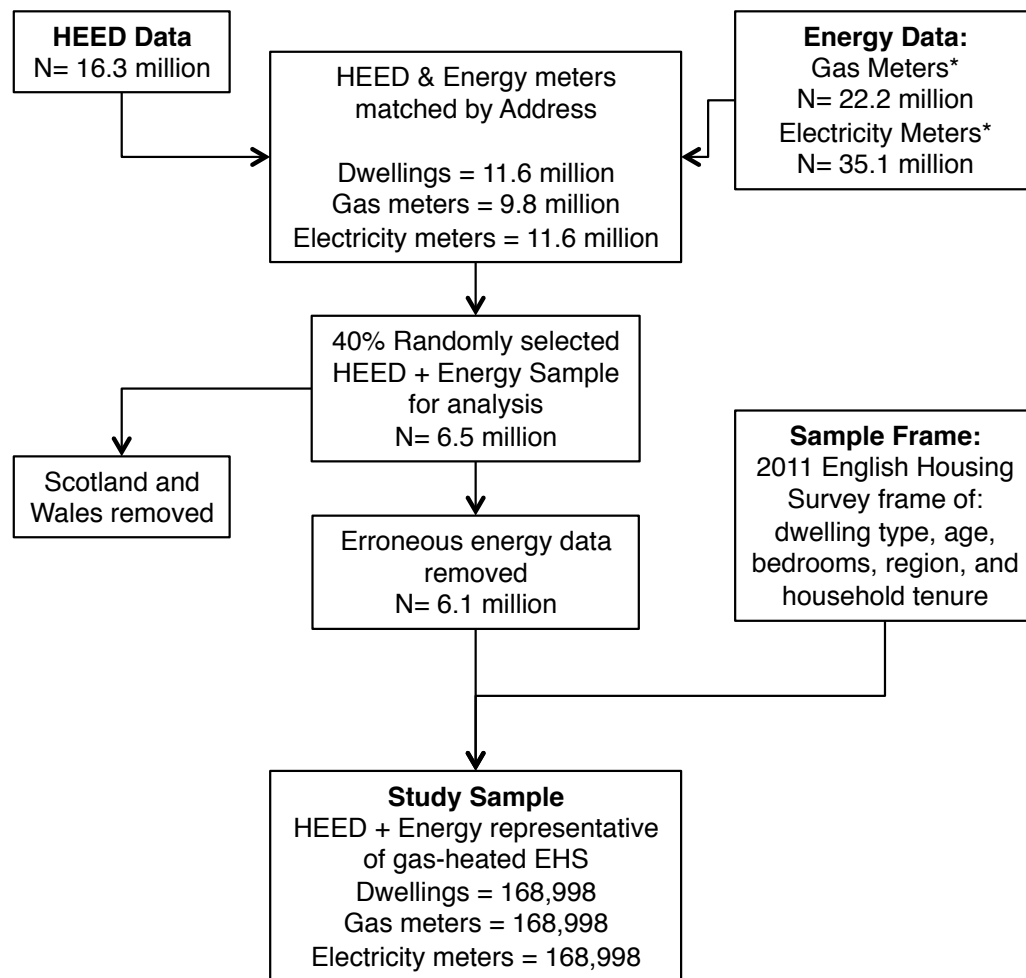 HEED Data
N= 16.3 million
HEED & Energy meters
matched by Address
Dwellings = 11.6 million
Gas meters = 9.8 million
Electricity meters = 11.6 million
Energy Data:
Gas Meters*
N= 22.2 million
Electricity Meters*
N= 35.1 million
40% Randomly selected
HEED + Energy Sample
for analysis
N= 6.5 million
Scotland and
Wales removed
Erroneous energy data
removed
N= 6.1 million
Sample Frame:
2011 English Housing
Survey frame of:
dwelling type, age,
bedrooms, region, and
household tenure
Study Sample
HEED + Energy representative
of gas-heated EHS
Dwellings = 168,998
Gas meters = 168,998
Electricity meters = 168,998